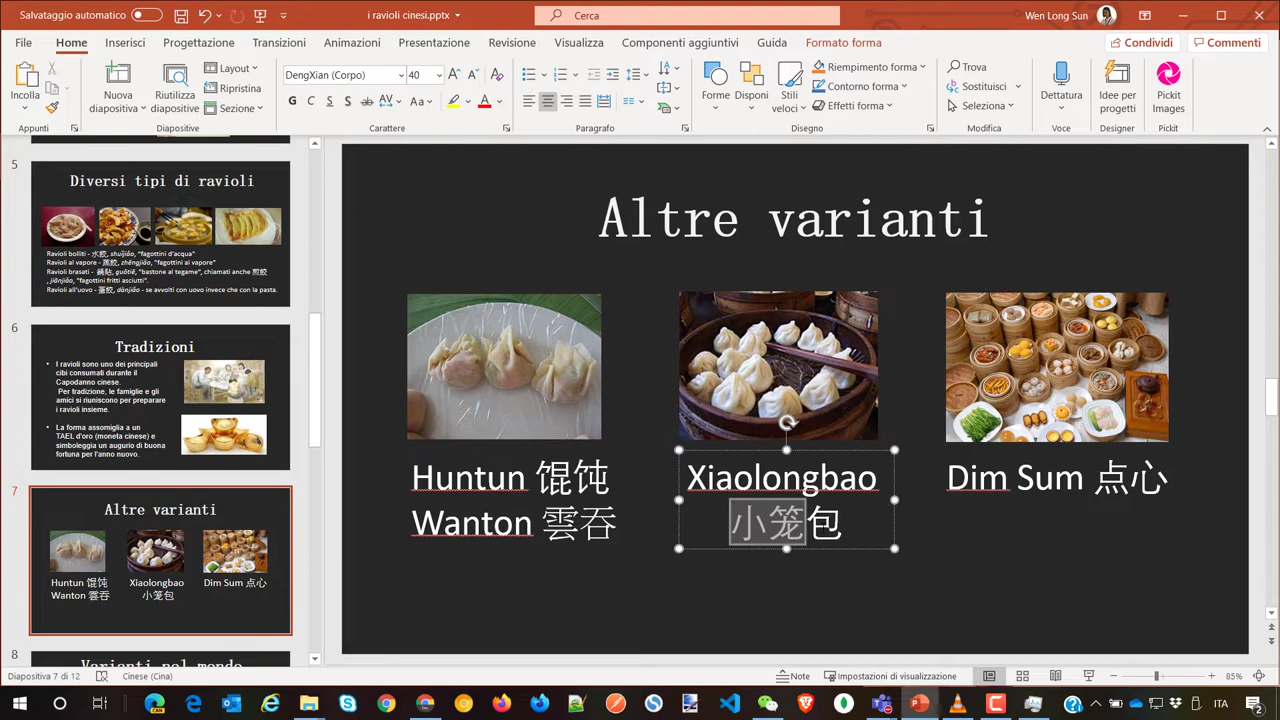 Salvataggio automatico
i ravioli cinesi.pptx
Cerca
Wen Long Sun
File
Home
Inserisci
Progettazione
Transizioni
Animazioni
Presentazione
Revisione
Visualizza
Componenti aggiuntivi
Guida
Formato forma
Condividi
Commenti
Incolla
Nuova diapositiva
Riutilizza diapositive
Layout
Ripristina
Sezione
DengXian (Corpo)
40
G C S S ab AV Aa A
Forme
Disponi
Stili veloci
Riempimento forma
Contorno forma
Effetti forma
Trova
Sostituisci
Seleziona
Dettatura
Idee per progetti
Pickit Images
Appunti
Diapositive
Carattere
Paragrafo
Disegno
Modifica
Voce
Designer
Pickit
5
Diversi tipi di ravioli
Ravioli bolliti - 水餃, shuǐjiǎo, "fagottini d'acqua"
Ravioli al vapore - 蒸餃, zhēngjiǎo, "fagottini al vapore"
Ravioli brasati - 鍋貼, guōtiē, "bastone al tegame", chiamati anche 煎餃
, jiānjiǎo, "fagottini fritti asciutti".
Ravioli all'uovo - 蛋餃, dànjiǎo - se avvolti con uovo invece che con la pasta.
6
Tradizioni
• I ravioli sono uno dei principali
cibi consumati durante il
Capodanno cinese.
Per tradizione, le famiglie e gli
amici si riuniscono per preparare
i ravioli insieme.
• La forma assomiglia a un
TAEL d'oro (moneta cinese) e
simboleggia un augurio di buona
fortuna per l'anno nuovo.
7
Altre varianti
Huntun 馄饨
Wanton 雲吞
Xiaolongbao
小笼包
Dim Sum 点心
8
Varianti nel mondo
Altre varianti
Huntun 馄饨
Wanton 雲吞
Xiaolongbao
小笼包
Dim Sum 点心
Diapositiva 7 di 12
Cinese (Cina)
Note
Impostazioni di visualizzazione
85%
ITA
2